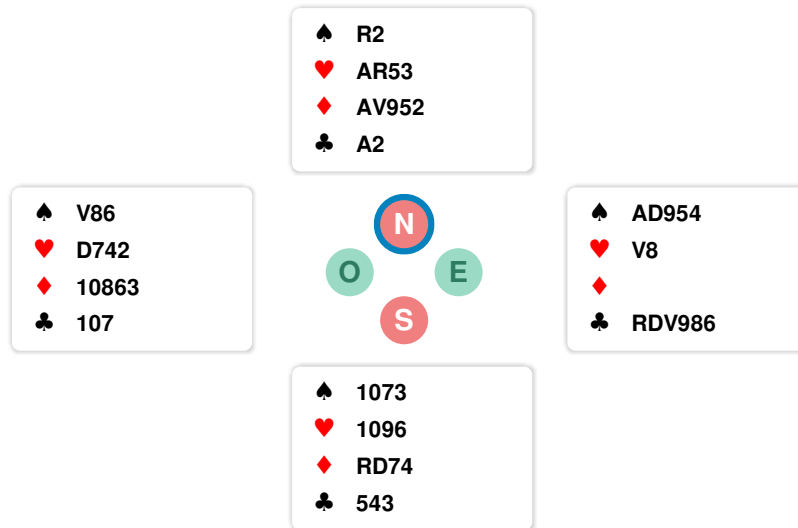 ♠ R2
♥ AR53
♦ AV952
♣ A2
♠ V86
♥ D742
♦ 10863
♣ 107
N
O E
S
♠ AD954
♥ V8
♦
♣ RDV986
♠ 1073
♥ 1096
♦ RD74
♣ 543